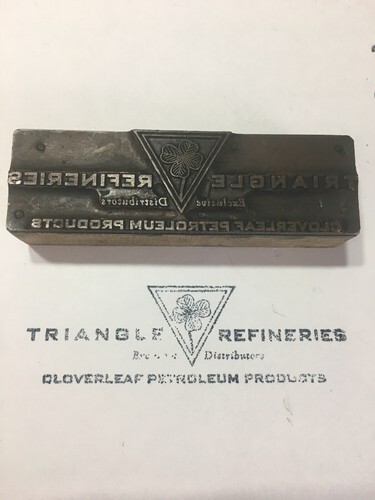 TRIANGLE REFINERIES
Exclusive Distributors
CLOVERLEAF PETROLEUM PRODUCTS
TRIANGLE REFINERIES
Distributors
CLOVERLEAF PETROLEUM PRODUCTS